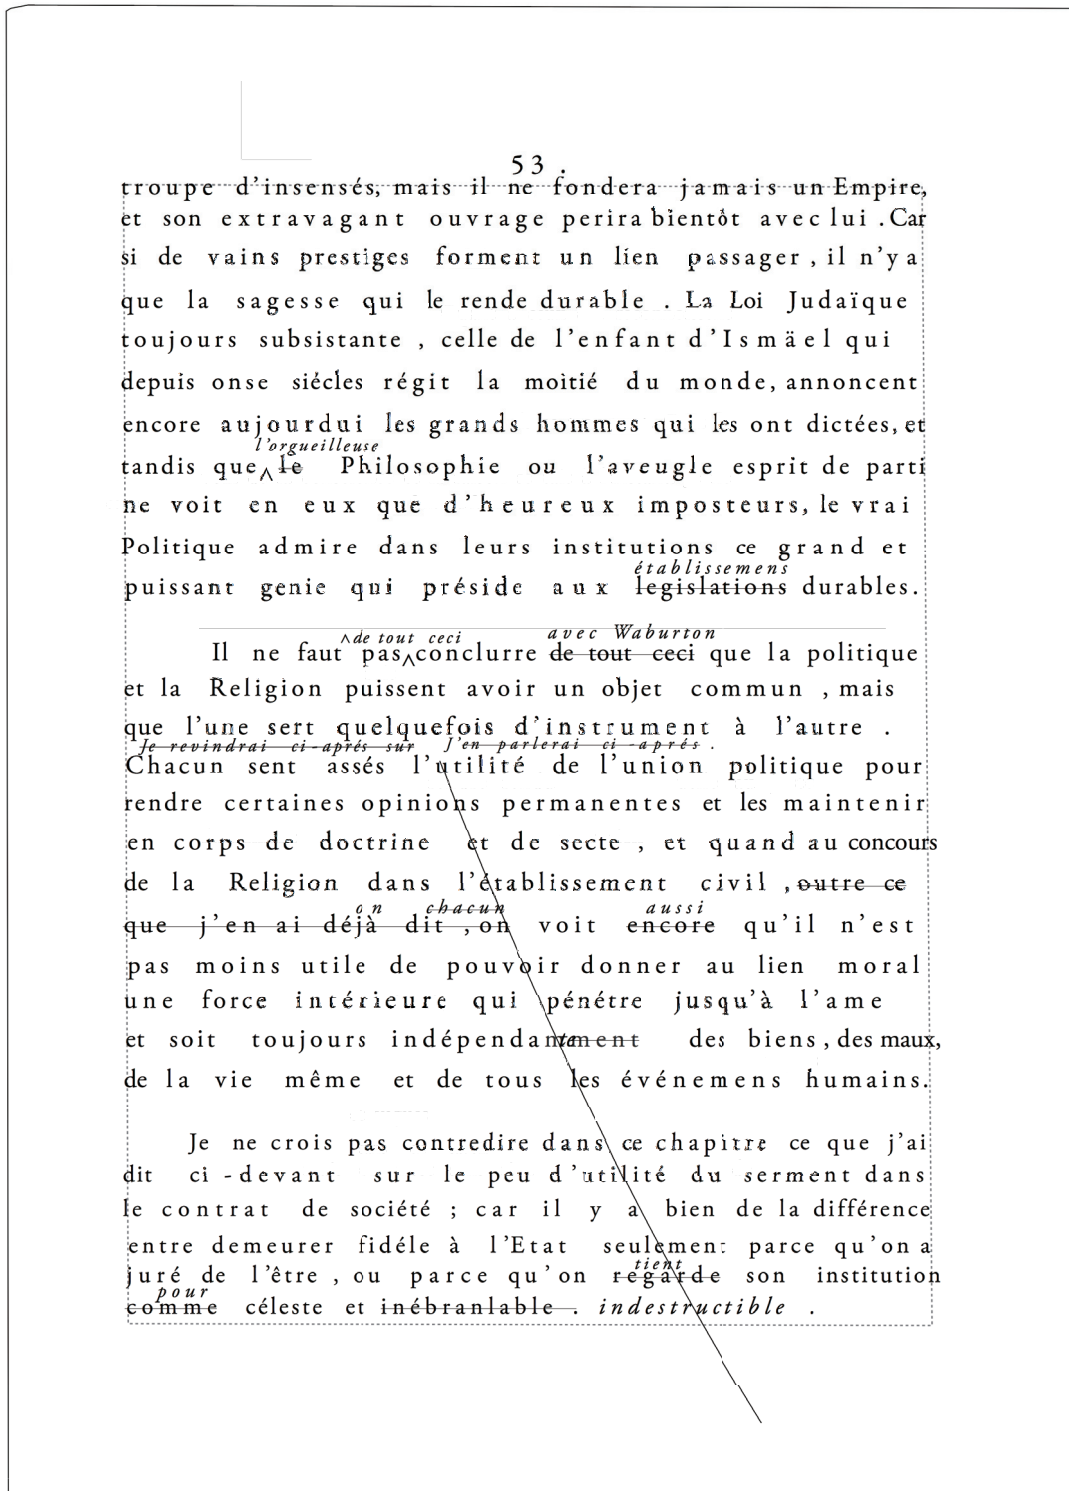 53 .
troupe d'insensés, mais il ne fondera jamais un Empire,
et son extravagant ouvrage perira bientôt avec lui . Car
si de vains prestiges forment un lien passager , il n'y a
que la sagesse qui le rende durable . La Loi Judaïque
toujours subsistante , celle de l'enfant d'Ismäel qui
depuis onse siécles régit la moitié du monde, annoncent
encore aujourdui les grands hommes qui les ont dictées, et
l'orgueilleuse
tandis que le Philosophie ou l'aveugle esprit de parti
ne voit en eux que d'heureux imposteurs, le vrai
Politique admire dans leurs institutions ce grand et
établissemens
puissant genie qui préside aux legislations durables.
de tout ceci avec Waburton
Il ne faut pas conclurre de tout ceci que la politique
et la Religion puissent avoir un objet commun , mais
que l'une sert quelquefois d'instrument à l'autre .
Je revindrai ci-aprés sur J'en parlerai ci-aprés .
Chacun sent assés l'utilité de l'union politique pour
rendre certaines opinions permanentes et les maintenir
en corps de doctrine et de secte , et quand au concours
de la Religion dans l'établissement civil , outre ce
on chacun aussi
que j'en ai déjà dit , on voit encore qu'il n'est
pas moins utile de pouvoir donner au lien moral
une force intérieure qui pénétre jusqu'à l'ame
et soit toujours indépendantement des biens , des maux,
de la vie même et de tous les événemens humains.
Je ne crois pas contredire dans ce chapitre ce que j'ai
dit ci -devant sur le peu d'utilité du serment dans
le contrat de société ; car il y a bien de la différence
entre demeurer fidéle à l'Etat seulement parce qu'on a
tient
juré de l'être , ou parce qu'on regarde son institution
pour
comme céleste et inébranlable . indestructible .